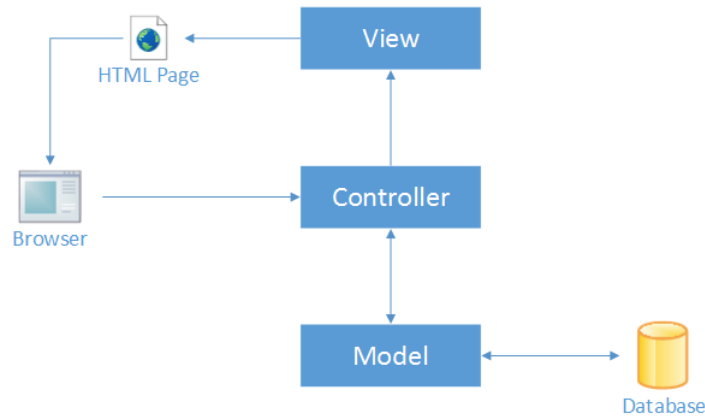 View
HTML Page
Controller
Browser
Model
Database